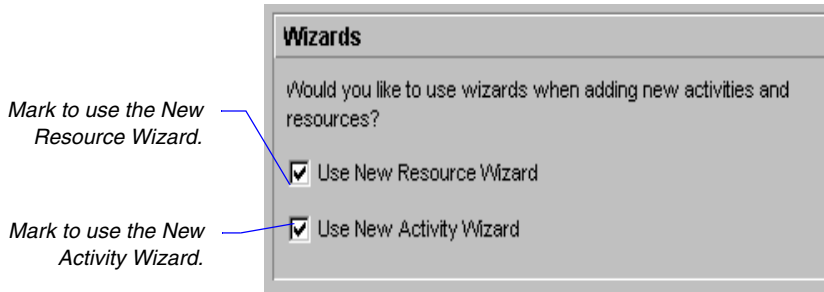 Wizards
Would you like to use wizards when adding new activities and
resources?
Mark to use the New
Resource Wizard.
Use New Resource Wizard
Mark to use the New
Activity Wizard.
Use New Activity Wizard